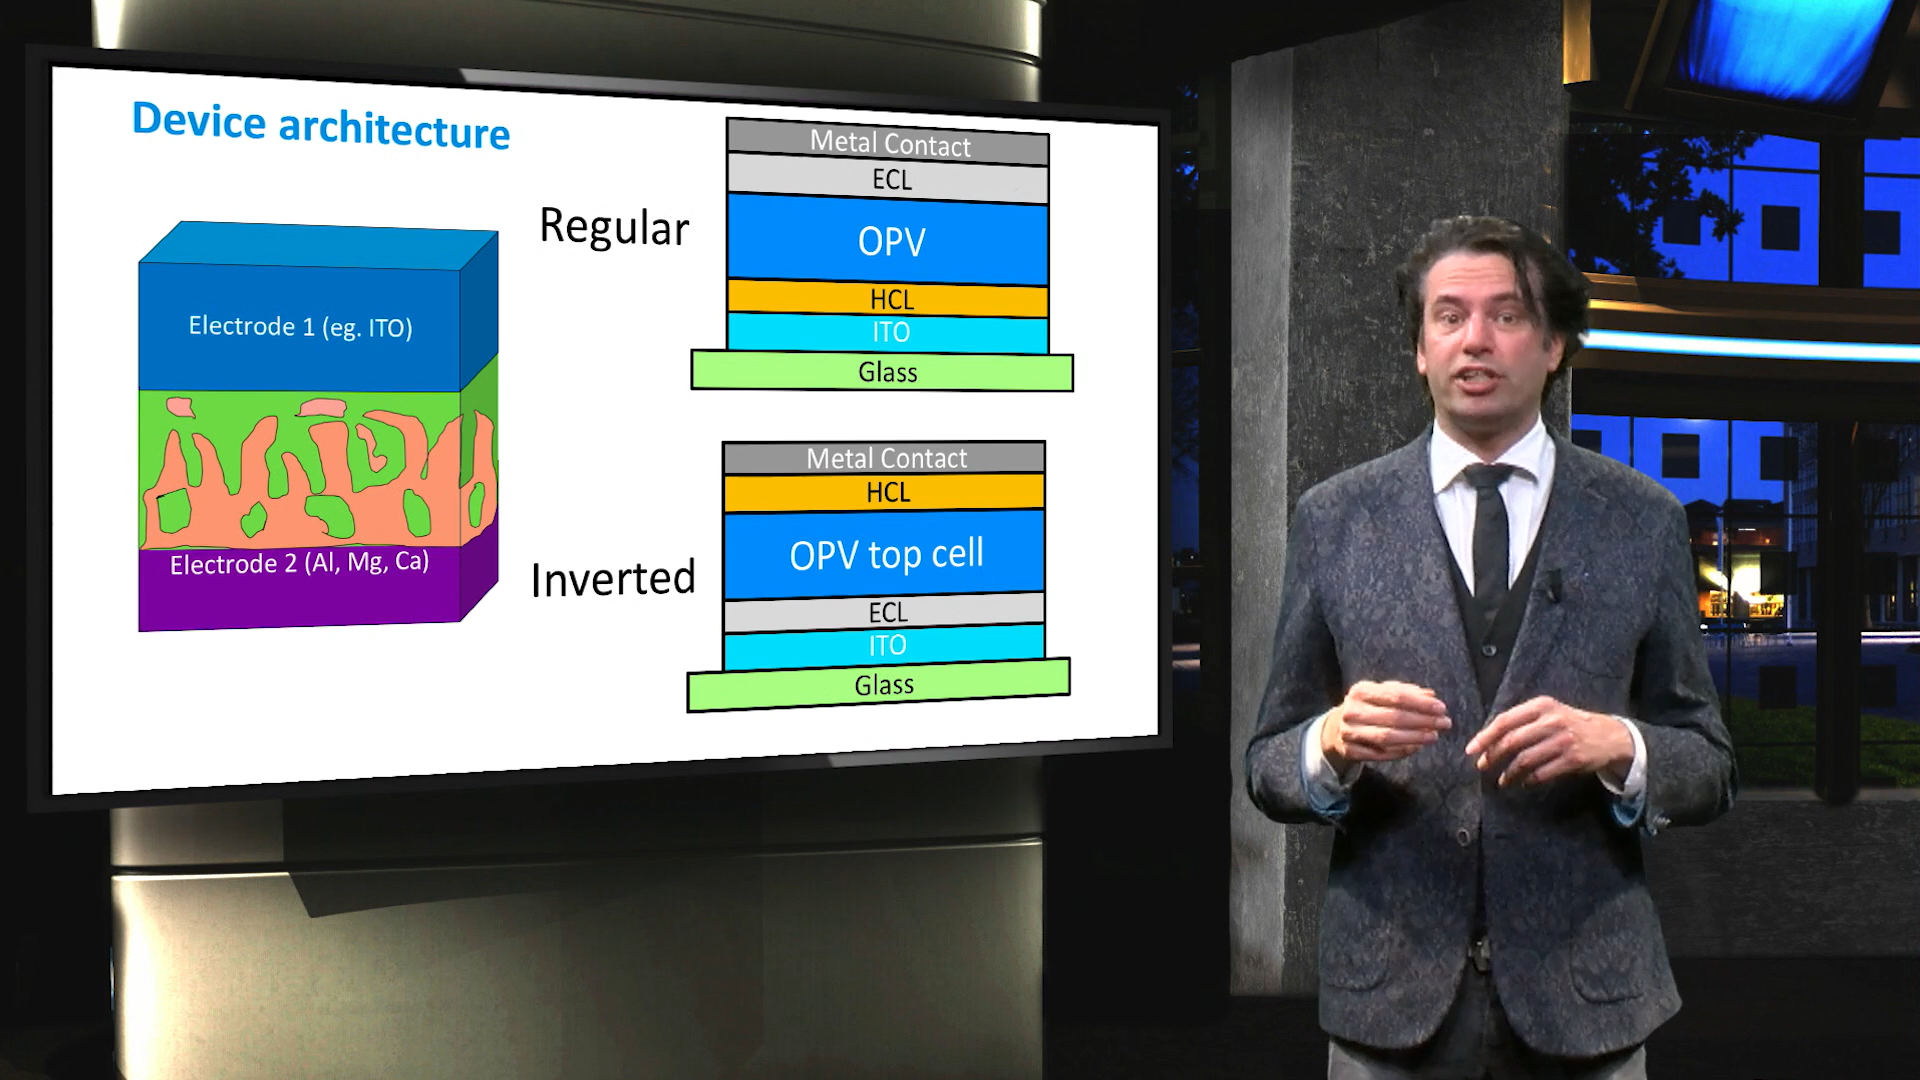 Device architecture
Electrode 1 (eg. ITO)
Electrode 2 (Al, Mg, Ca)
Regular
Metal Contact
ECL
OPV
HCL
ITO
Glass
Inverted
Metal Contact
HCL
OPV top cell
ECL
ITO
Glass